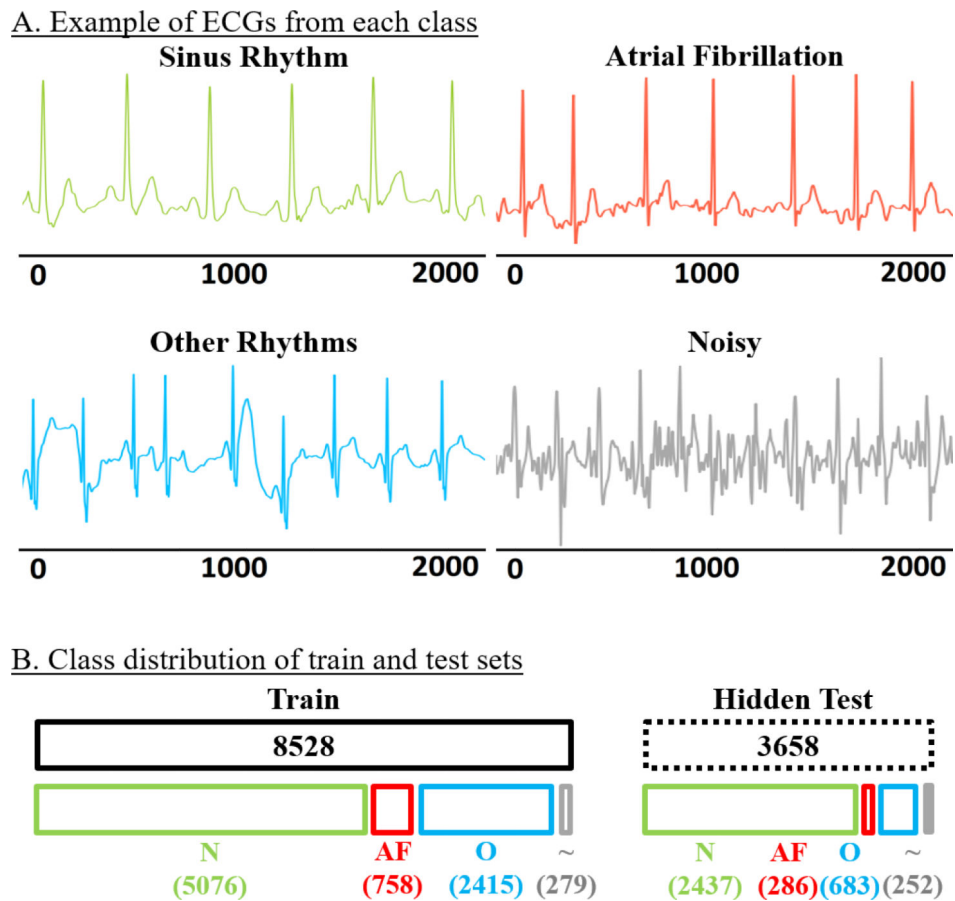 A. Example of ECGs from each class
Sinus Rhythm
Atrial Fibrillation
0 1000 2000
0 1000 2000
Other Rhythms
Noisy
0 1000 2000
0 1000 2000
B. Class distribution of train and test sets
Train
Hidden Test
8528
3658
N AF O ~
(5076) (758) (2415) (279)
N AF O ~
(2437) (286) (683) (252)